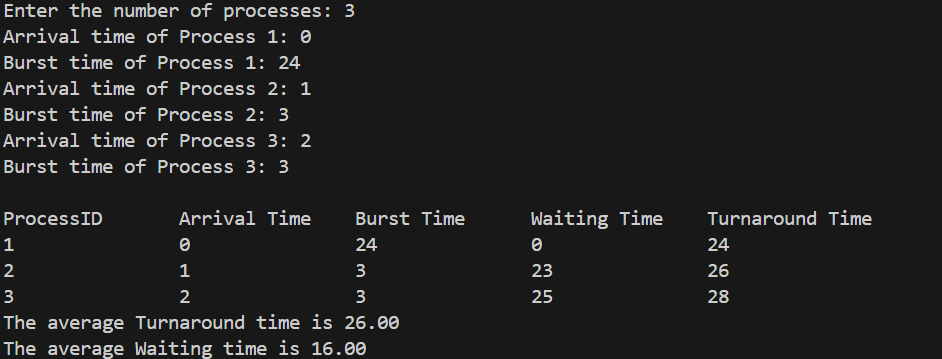 Enter the number of processes: 3
Arrival time of Process 1: 0
Burst time of Process 1: 24
Arrival time of Process 2: 1
Burst time of Process 2: 3
Arrival time of Process 3: 2
Burst time of Process 3: 3
ProcessID Arrival Time Burst Time Waiting Time Turnaround Time
1 0 24 0 24
2 1 3 23 26
3 2 3 25 28
The average Turnaround time is 26.00
The average Waiting time is 16.00